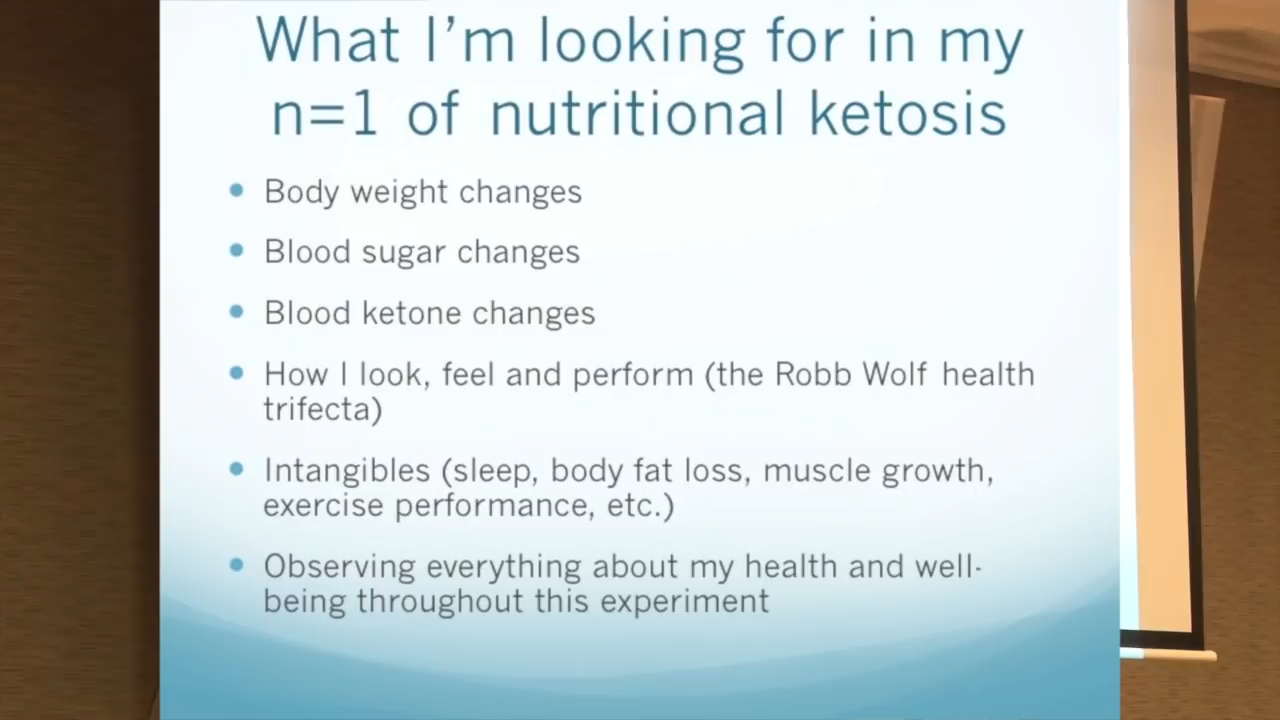 What I'm looking for in my
n=1 of nutritional ketosis
• Body weight changes
• Blood sugar changes
• Blood ketone changes
• How I look, feel and perform (the Robb Wolf health
trifecta)
• Intangibles (sleep, body fat loss, muscle growth,
exercise performance, etc.)
• Observing everything about my health and well-
being throughout this experiment